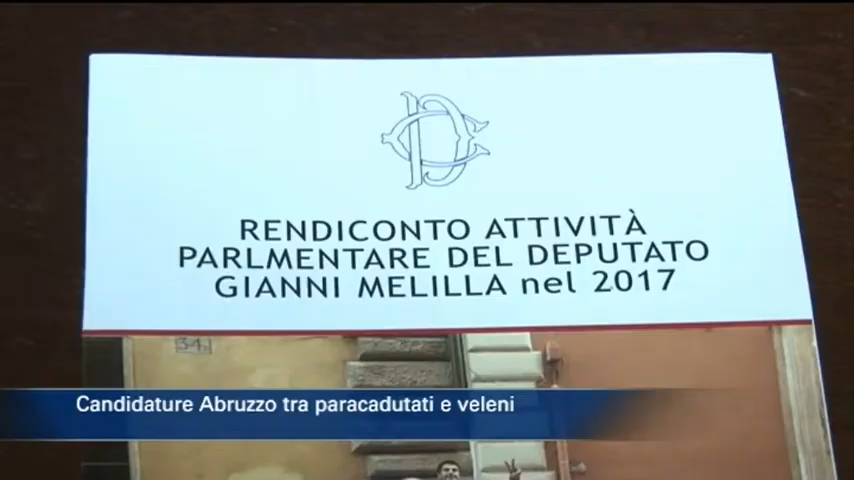 RENDICONTO ATTIVITÀ
PARLMENTARE DEL DEPUTATO
GIANNI MELILLA nel 2017
34.
Candidature Abruzzo tra paracadutati e veleni